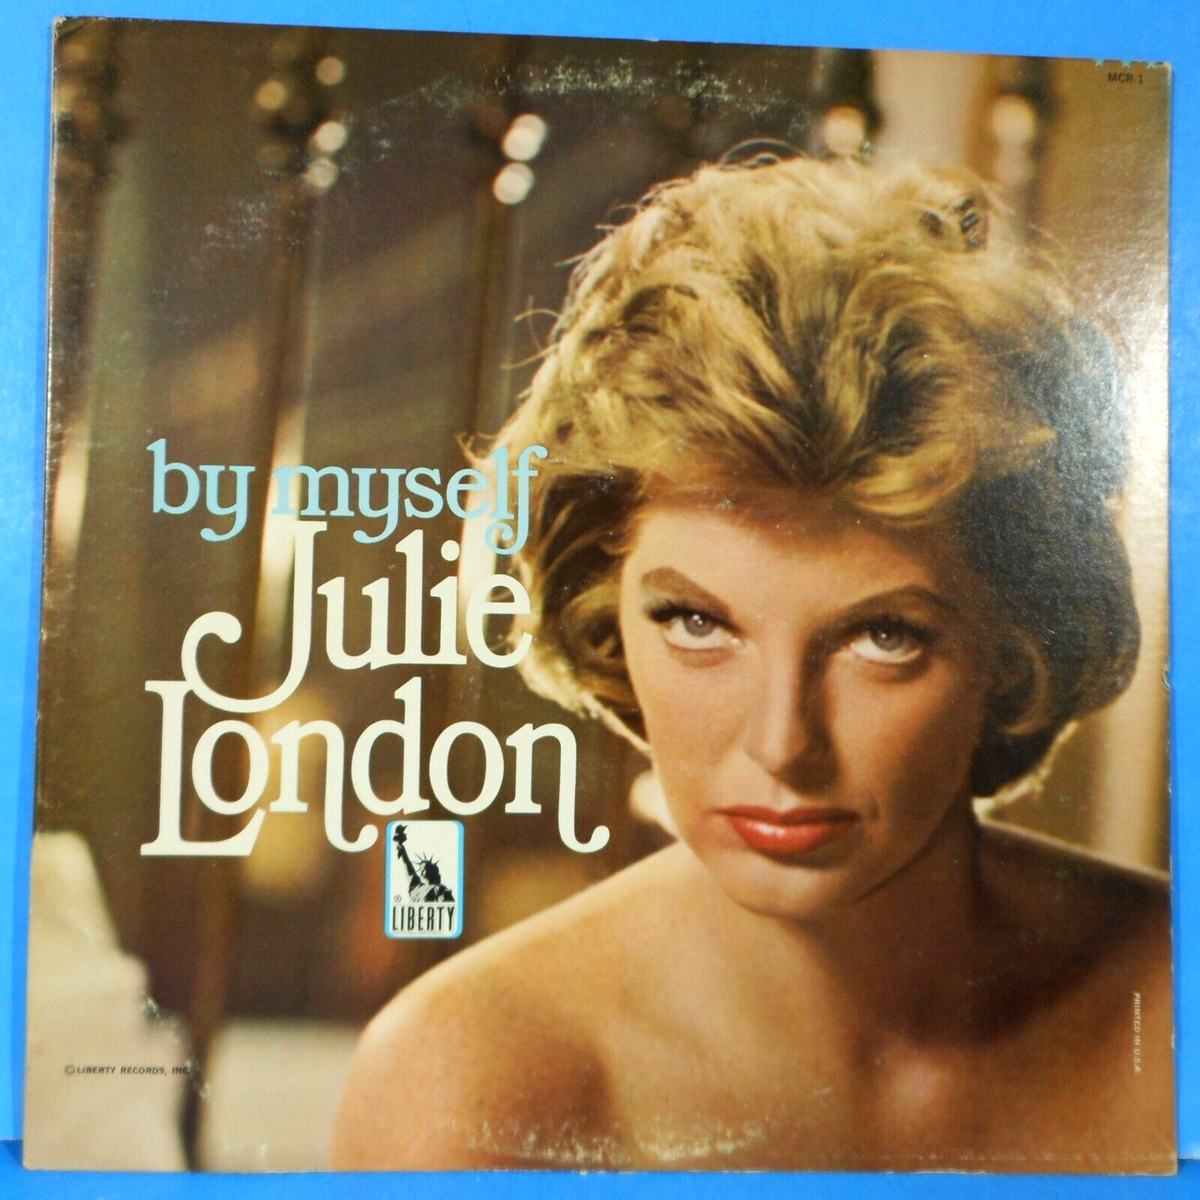 MCR-1
by myself
Julie
London
®
LIBERTY
©LIBERTY RECORDS, INC.
PRINTED IN U.S.A.